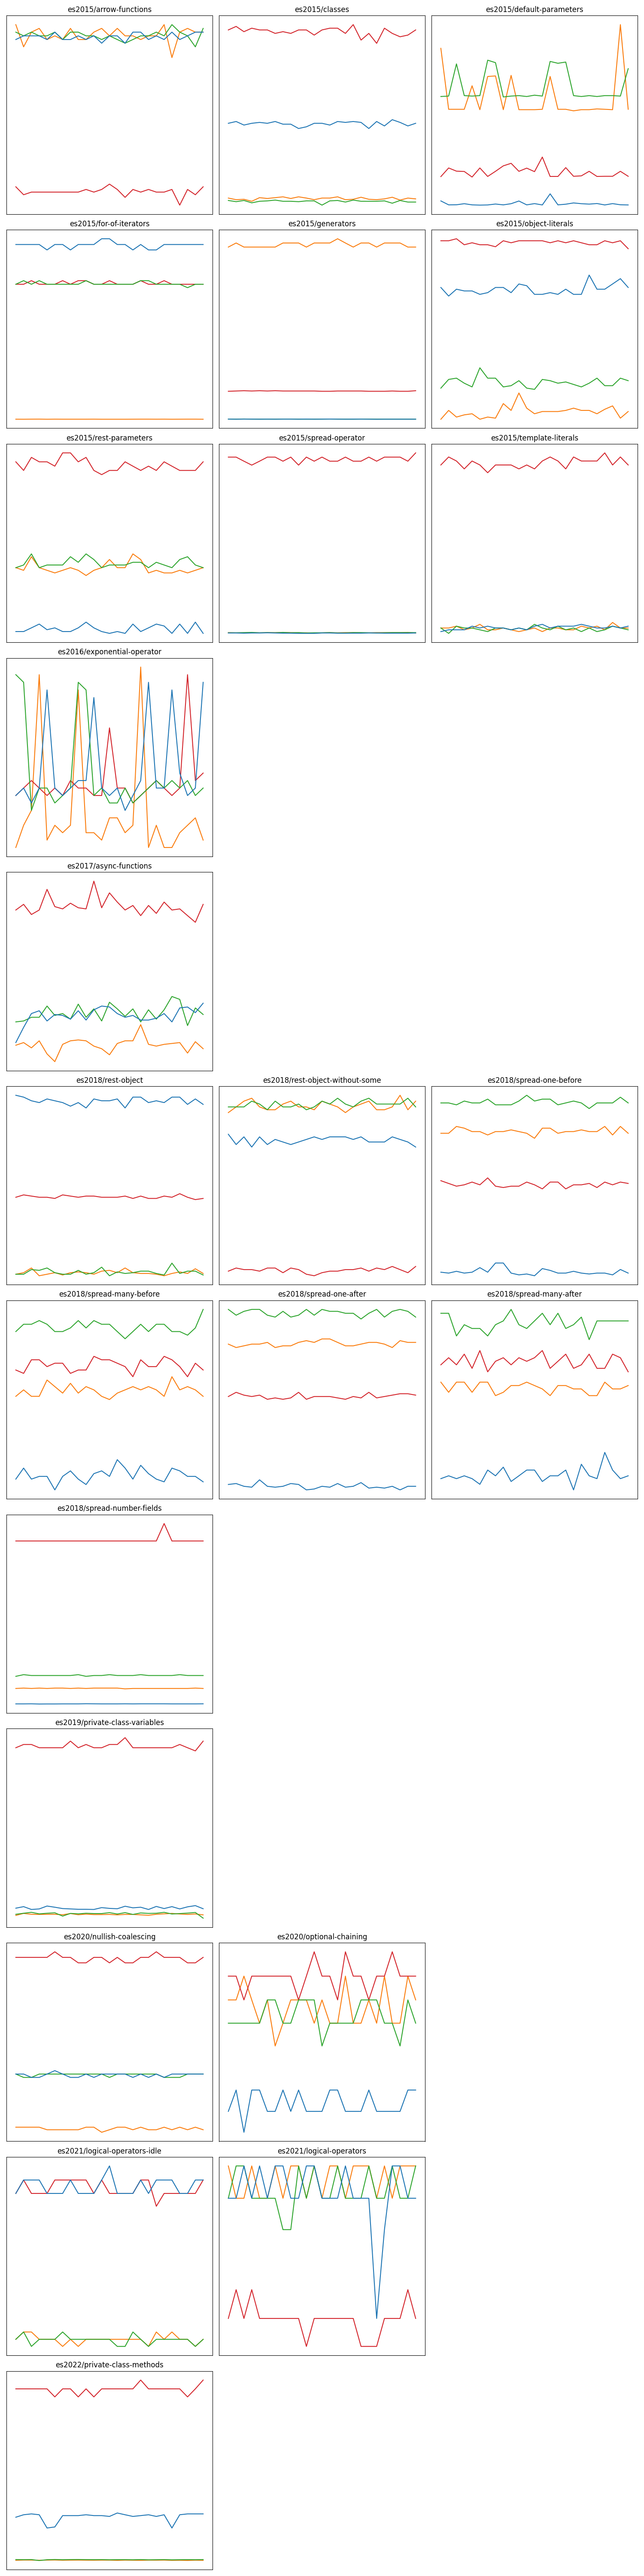 es2015/arrow-functions
es2015/classes
es2015/default-parameters
es2015/for-of-iterators
es2015/generators
es2015/object-literals
es2015/rest-parameters
es2015/spread-operator
es2015/template-literals
es2016/exponential-operator
es2017/async-functions
es2018/rest-object
es2018/rest-object-without-some
es2018/spread-one-before
es2018/spread-many-before
es2018/spread-one-after
es2018/spread-many-after
es2018/spread-number-fields
es2019/private-class-variables
es2020/nullish-coalescing
es2020/optional-chaining
es2021/logical-operators-idle
es2021/logical-operators
es2022/private-class-methods